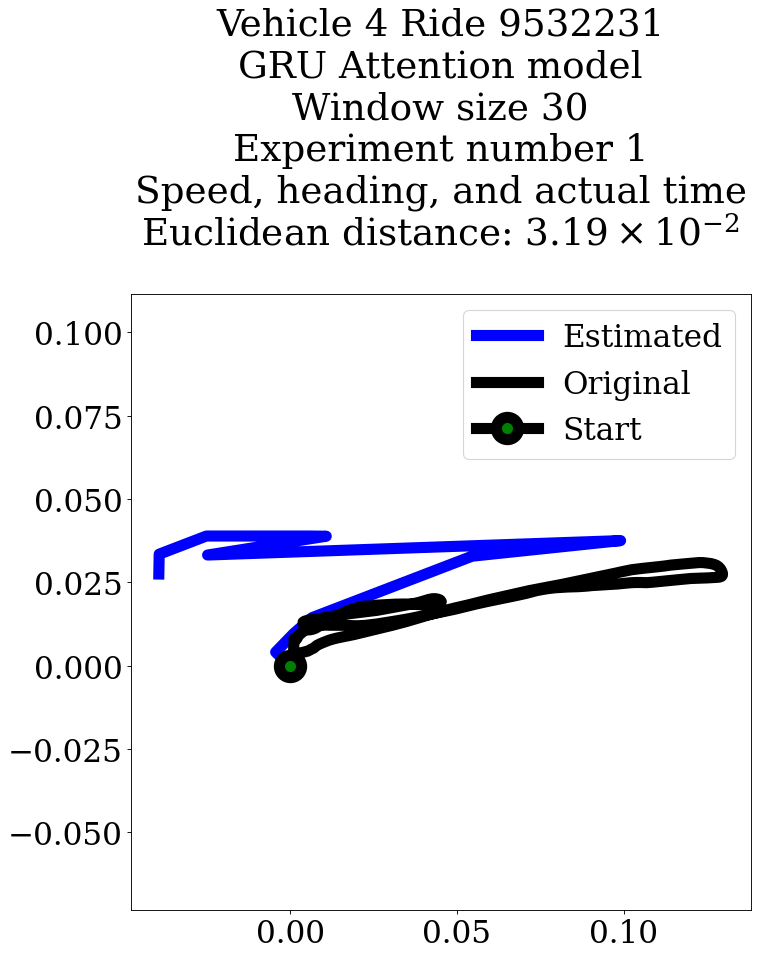 Vehicle 4 Ride 9532231
GRU Attention model
Window size 30
Experiment number 1
Speed, heading, and actual time
Euclidean distance: 3.19 × 10⁻²
Estimated
Original
Start
0.100
0.075
0.050
0.025
0.000
−0.025
−0.050
0.00 0.05 0.10